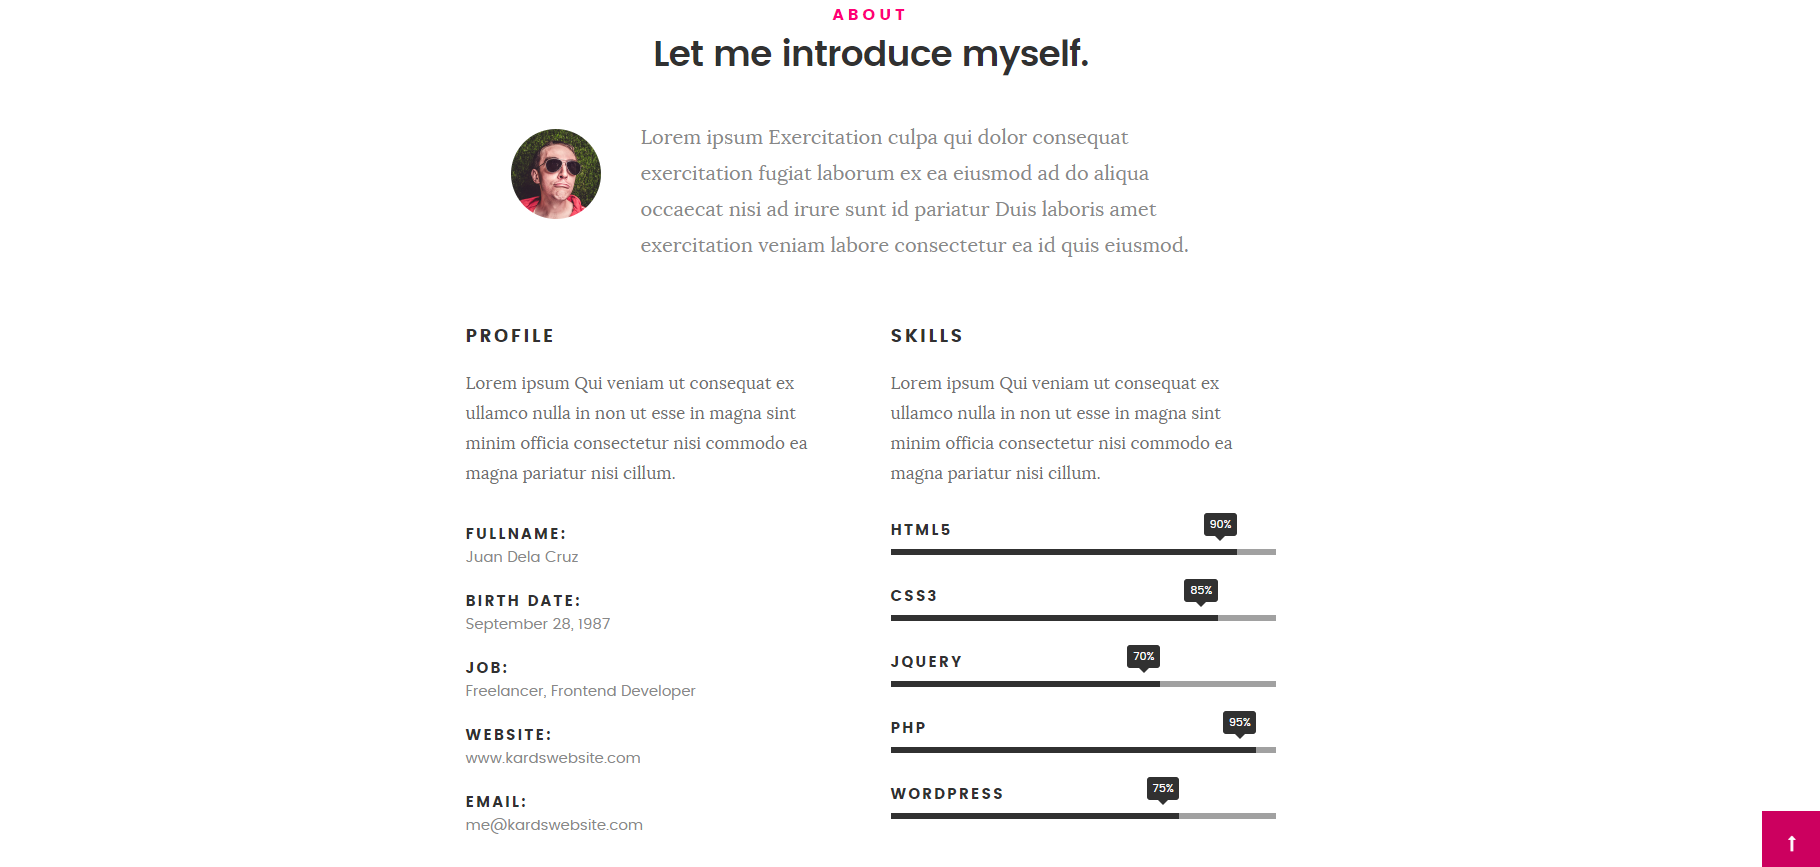 ABOUT
Let me introduce myself.
Lorem ipsum Exercitation culpa qui dolor consequat
exercitation fugiat laborum ex ea eiusmod ad do aliqua
occaecat nisi ad irure sunt id pariatur Duis laboris amet
exercitation veniam labore consectetur ea id quis eiusmod.
PROFILE
Lorem ipsum Qui veniam ut consequat ex
ullamco nulla in non ut esse in magna sint
minim officia consectetur nisi commodo ea
magna pariatur nisi cillum.
FULLNAME:
Juan Dela Cruz
BIRTH DATE:
September 28, 1987
JOB:
Freelancer, Frontend Developer
WEBSITE:
www.kardswebsite.com
EMAIL:
me@kardswebsite.com
SKILLS
Lorem ipsum Qui veniam ut consequat ex
ullamco nulla in non ut esse in magna sint
minim officia consectetur nisi commodo ea
magna pariatur nisi cillum.
HTML5 90%
CSS3 85%
JQUERY 70%
PHP 95%
WORDPRESS 75%